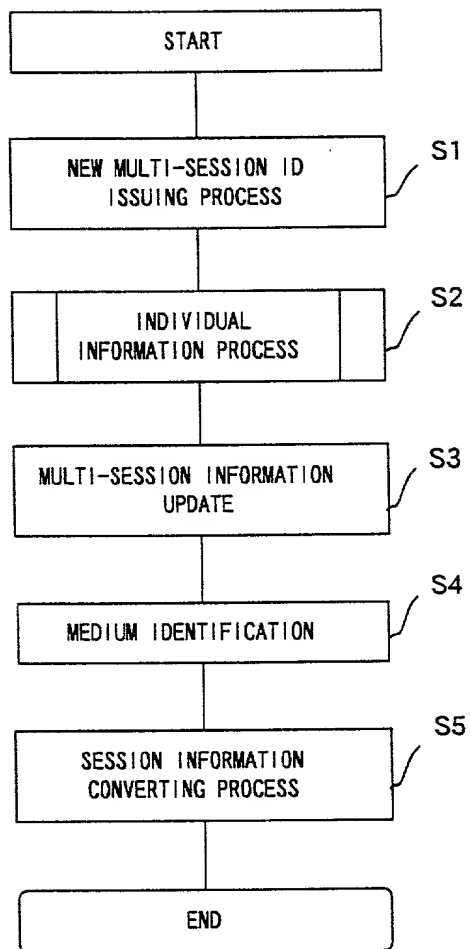 START
NEW MULTI-SESSION ID
ISSUING PROCESS
S1
INDIVIDUAL
INFORMATION PROCESS
S2
MULTI-SESSION INFORMATION
UPDATE
S3
MEDIUM IDENTIFICATION
S4
SESSION INFORMATION
CONVERTING PROCESS
S5
END